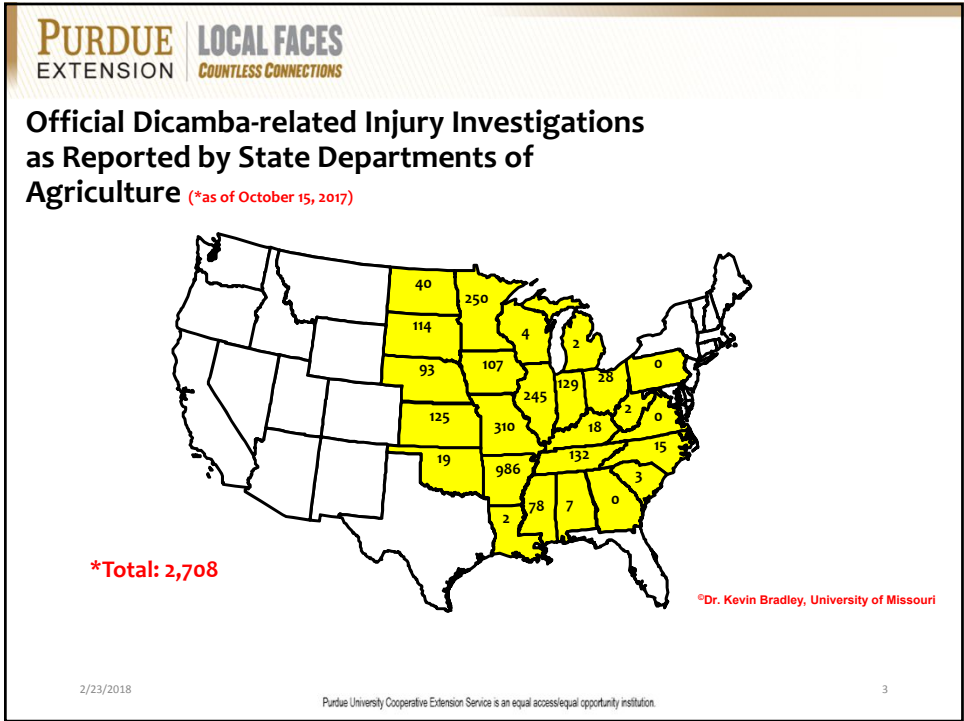 PURDUE
EXTENSION
LOCAL FACES
COUNTLESS CONNECTIONS
Official Dicamba-related Injury Investigations
as Reported by State Departments of
Agriculture (*as of October 15, 2017)
40
250
114
4
2
93
107
0
129
28
245
2
0
125
310
18
15
132
19
986
3
78
7
0
2
*Total: 2,708
©Dr. Kevin Bradley, University of Missouri
2/23/2018
Purdue University Cooperative Extension Service is an equal access/equal opportunity institution.
3